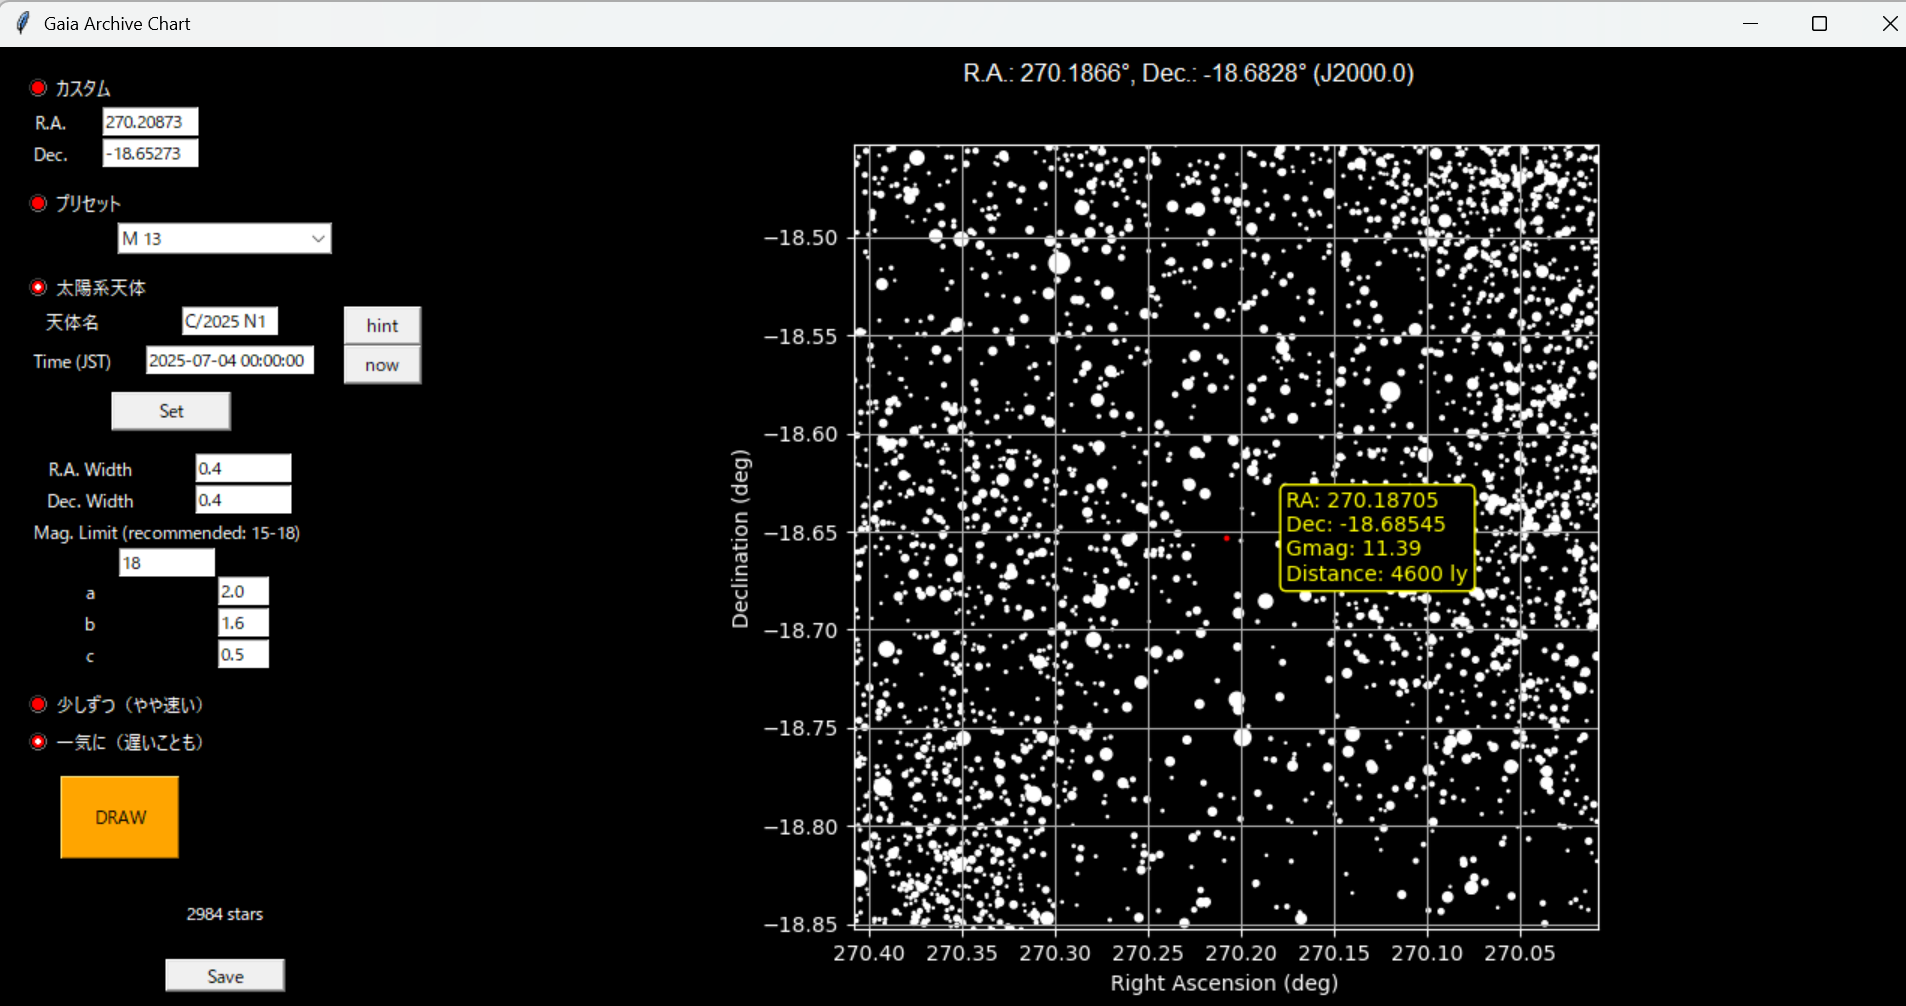 Gaia Archive Chart
カスタム
R.A. 270.20873
Dec. -18.65273
プリセット
M 13
太陽系天体
天体名 C/2025 N1 hint
Time (JST) 2025-07-04 00:00:00 now
Set
R.A. Width 0.4
Dec. Width 0.4
Mag. Limit (recommended: 15-18)
18
a 2.0
b 1.6
c 0.5
少しずつ（やや速い）
一気に（遅いことも）
DRAW
2984 stars
Save
R.A.: 270.1866°, Dec.: -18.6828° (J2000.0)
Declination (deg)
−18.50
−18.55
−18.60
−18.65
−18.70
−18.75
−18.80
−18.85
RA: 270.18705
Dec: -18.68545
Gmag: 11.39
Distance: 4600 ly
270.40 270.35 270.30 270.25 270.20 270.15 270.10 270.05
Right Ascension (deg)